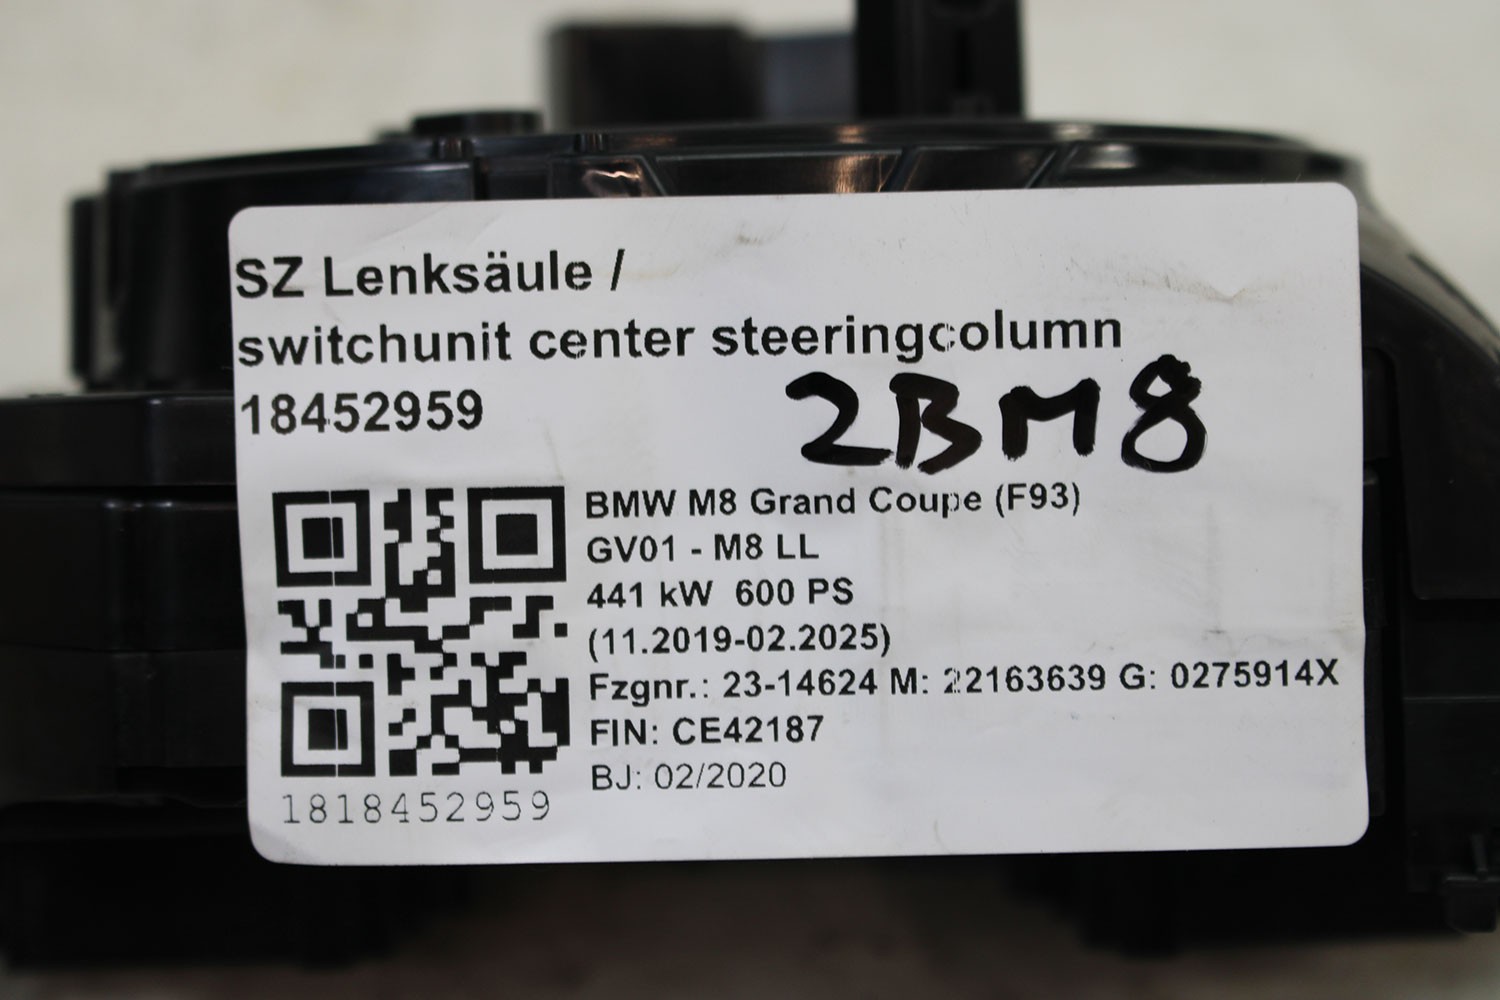 SZ Lenksäule /
switchunit center steeringcolumn
18452959
2BM8
BMW M8 Grand Coupe (F93)
GV01 - M8 LL
441 kW 600 PS
(11.2019-02.2025)
Fzgnr.: 23-14624 M: 22163639 G: 0275914X
FIN: CE42187
BJ: 02/2020
1818452959